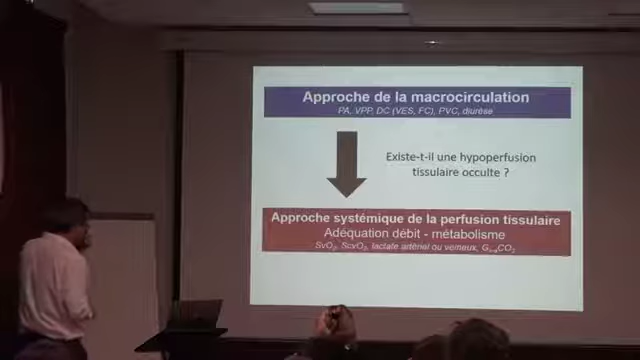 Approche de la macrocirculation
PA, VPP, DC (VES, FC), PVC, diurèse
Existe-t-il une hypoperfusion
tissulaire occulte ?
Approche systémique de la perfusion tissulaire
Adéquation débit - métabolisme
SvO₂, ScvO₂, lactate artériel ou veineux, Gᵥ₋ₐCO₂